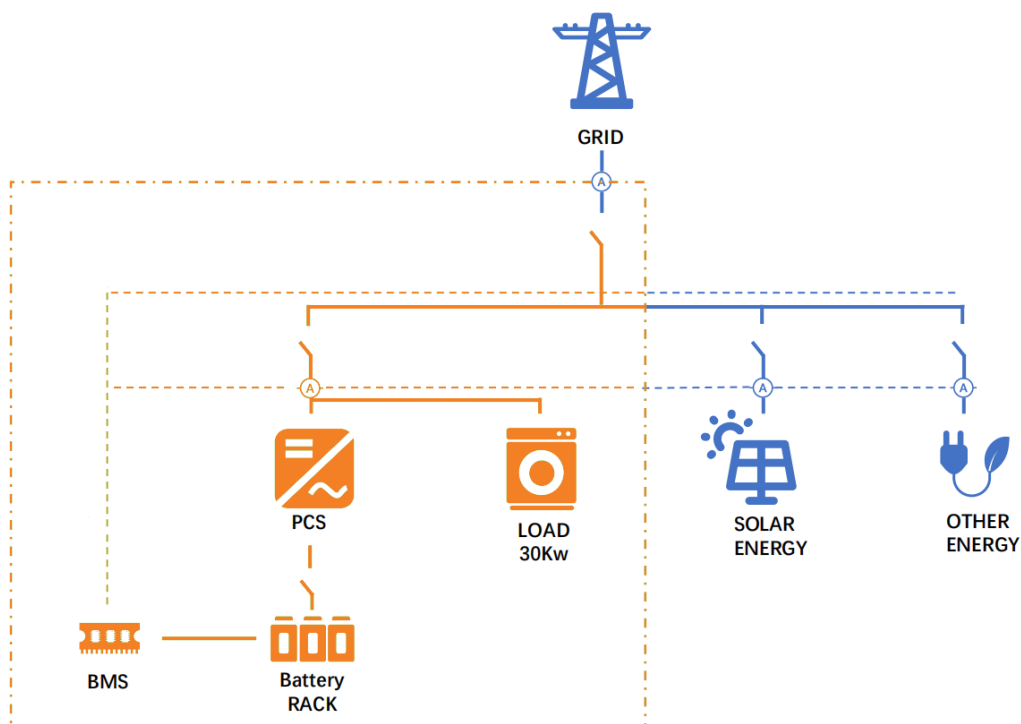 GRID
A
A
A
A
PCS
LOAD
30Kw
SOLAR
ENERGY
OTHER
ENERGY
BMS
Battery
RACK